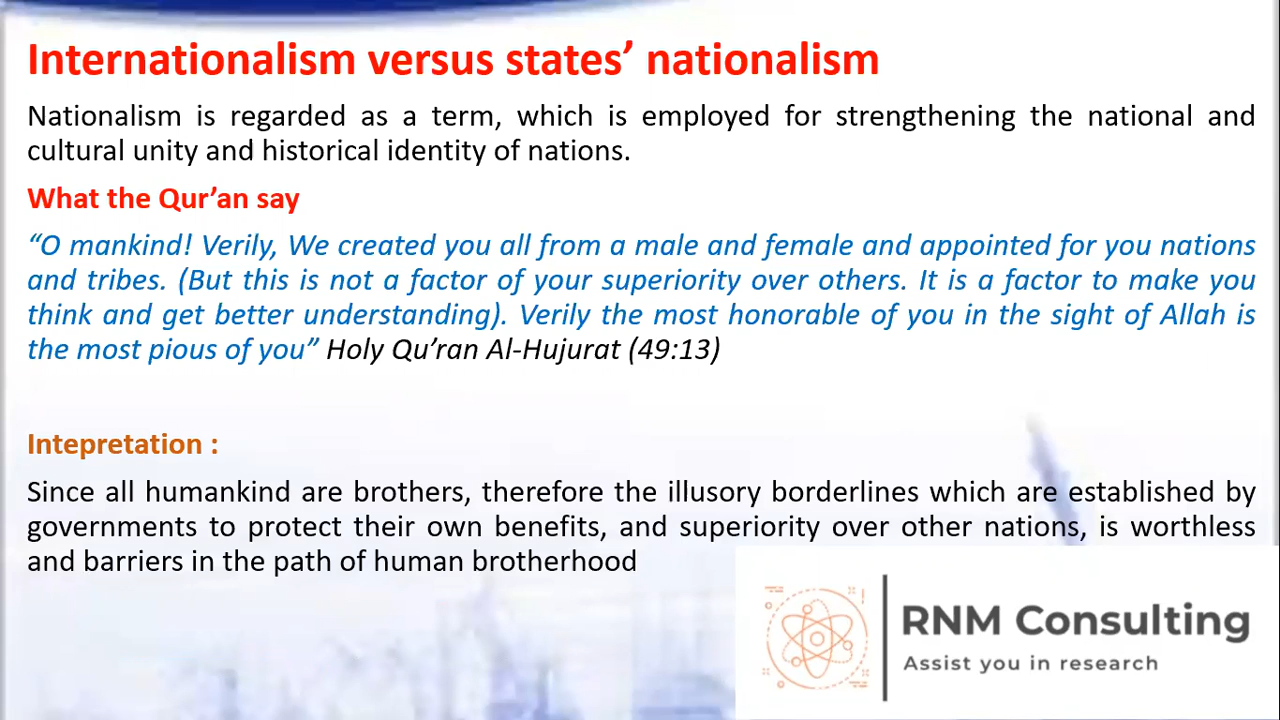 Internationalism versus states’ nationalism
Nationalism is regarded as a term, which is employed for strengthening the national and
cultural unity and historical identity of nations.
What the Qur’an say
“O mankind! Verily, We created you all from a male and female and appointed for you nations
and tribes. (But this is not a factor of your superiority over others. It is a factor to make you
think and get better understanding). Verily the most honorable of you in the sight of Allah is
the most pious of you” Holy Qu’ran Al-Hujurat (49:13)
Intepretation :
Since all humankind are brothers, therefore the illusory borderlines which are established by
governments to protect their own benefits, and superiority over other nations, is worthless
and barriers in the path of human brotherhood
RNM Consulting
Assist you in research